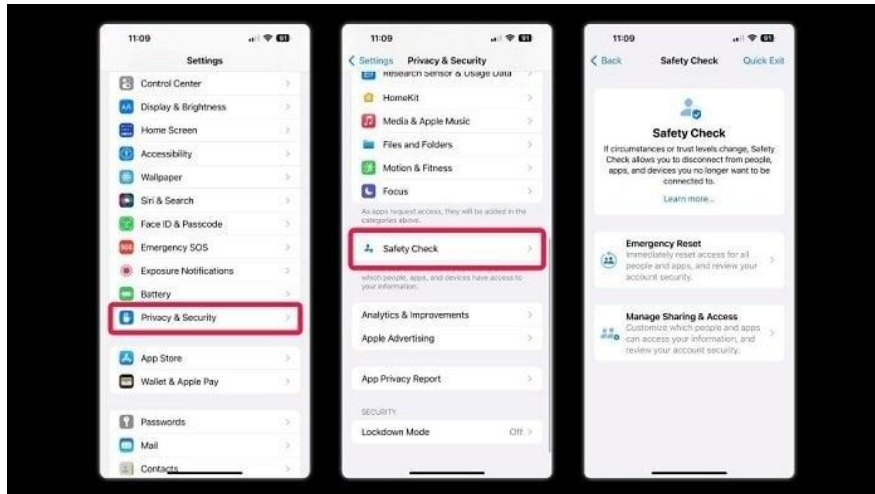 11:09
91
Settings
Control Center
Display & Brightness
Home Screen
Accessibility
Wallpaper
Siri & Search
Face ID & Passcode
SOS
Emergency SOS
Exposure Notifications
Battery
Privacy & Security
App Store
Wallet & Apple Pay
Passwords
Mail
Contacts
11:09
91
Settings
Privacy & Security
Research Sensor & Usage Data
HomeKit
Media & Apple Music
Files and Folders
Motion & Fitness
Focus
As apps request access, they will be added in the
categories above.
Safety Check
which people, apps, and devices have access to
your information.
Analytics & Improvements
Apple Advertising
App Privacy Report
SECURITY
Lockdown Mode Off
11:09
91
Back
Safety Check
Quick Exit
Safety Check
If circumstances or trust levels change, Safety
Check allows you to disconnect from people,
apps, and devices you no longer want to be
connected to.
Learn more...
Emergency Reset
Immediately reset access for all
people and apps, and review your
account security.
Manage Sharing & Access
Customize which people and apps
can access your information, and
review your account security.